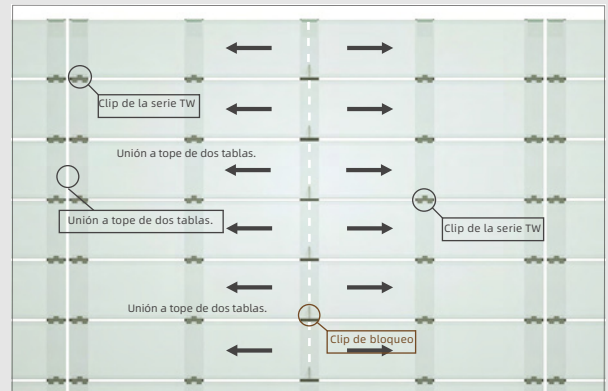 Clip de la serie TW
Unión a tope de dos tablas.
Unión a tope de dos tablas.
Clip de la serie TW
Unión a tope de dos tablas.
Clip de bloqueo